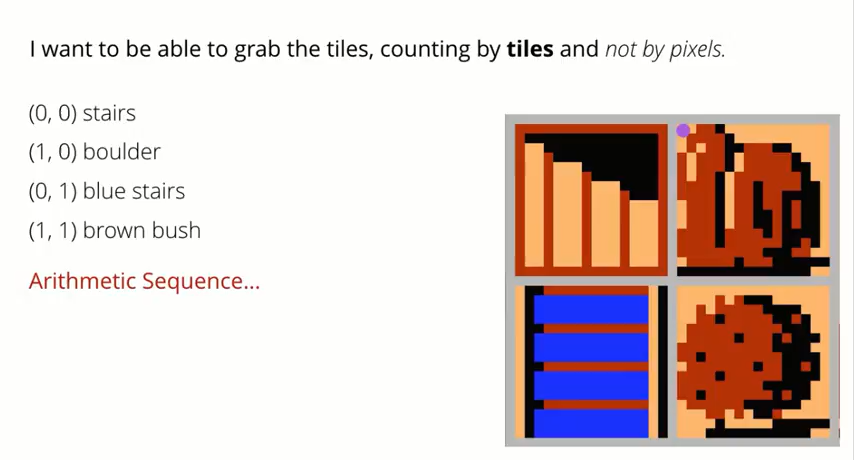 I want to be able to grab the tiles, counting by tiles and not by pixels.
(0, 0) stairs
(1, 0) boulder
(0, 1) blue stairs
(1, 1) brown bush
Arithmetic Sequence...